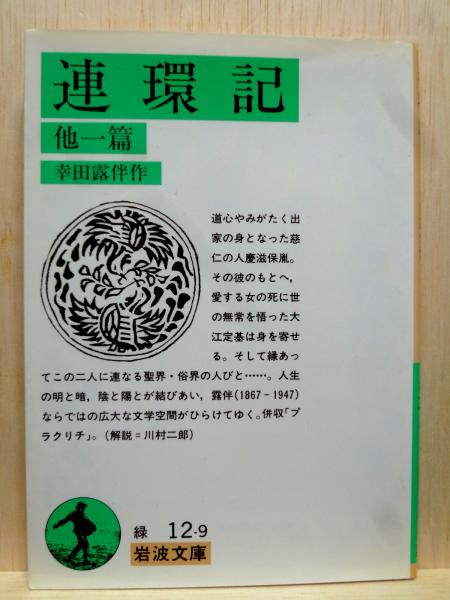 連環記
他一篇
幸田露伴作
道心やみがたく出
家の身となった慈
仁の人慶滋保胤。
その彼のもとへ,
愛する女の死に世
の無常を悟った大
江定基は身を寄せ
る。そして縁あっ
てこの二人に連なる聖界・俗界の人びと……。人生
の明と暗,陰と陽とが結びあい,露伴(1867-1947)
ならではの広大な文学空間がひらけてゆく。併収「プ
ラクリチ」。(解説=川村二郎)
緑 12-9
岩波文庫